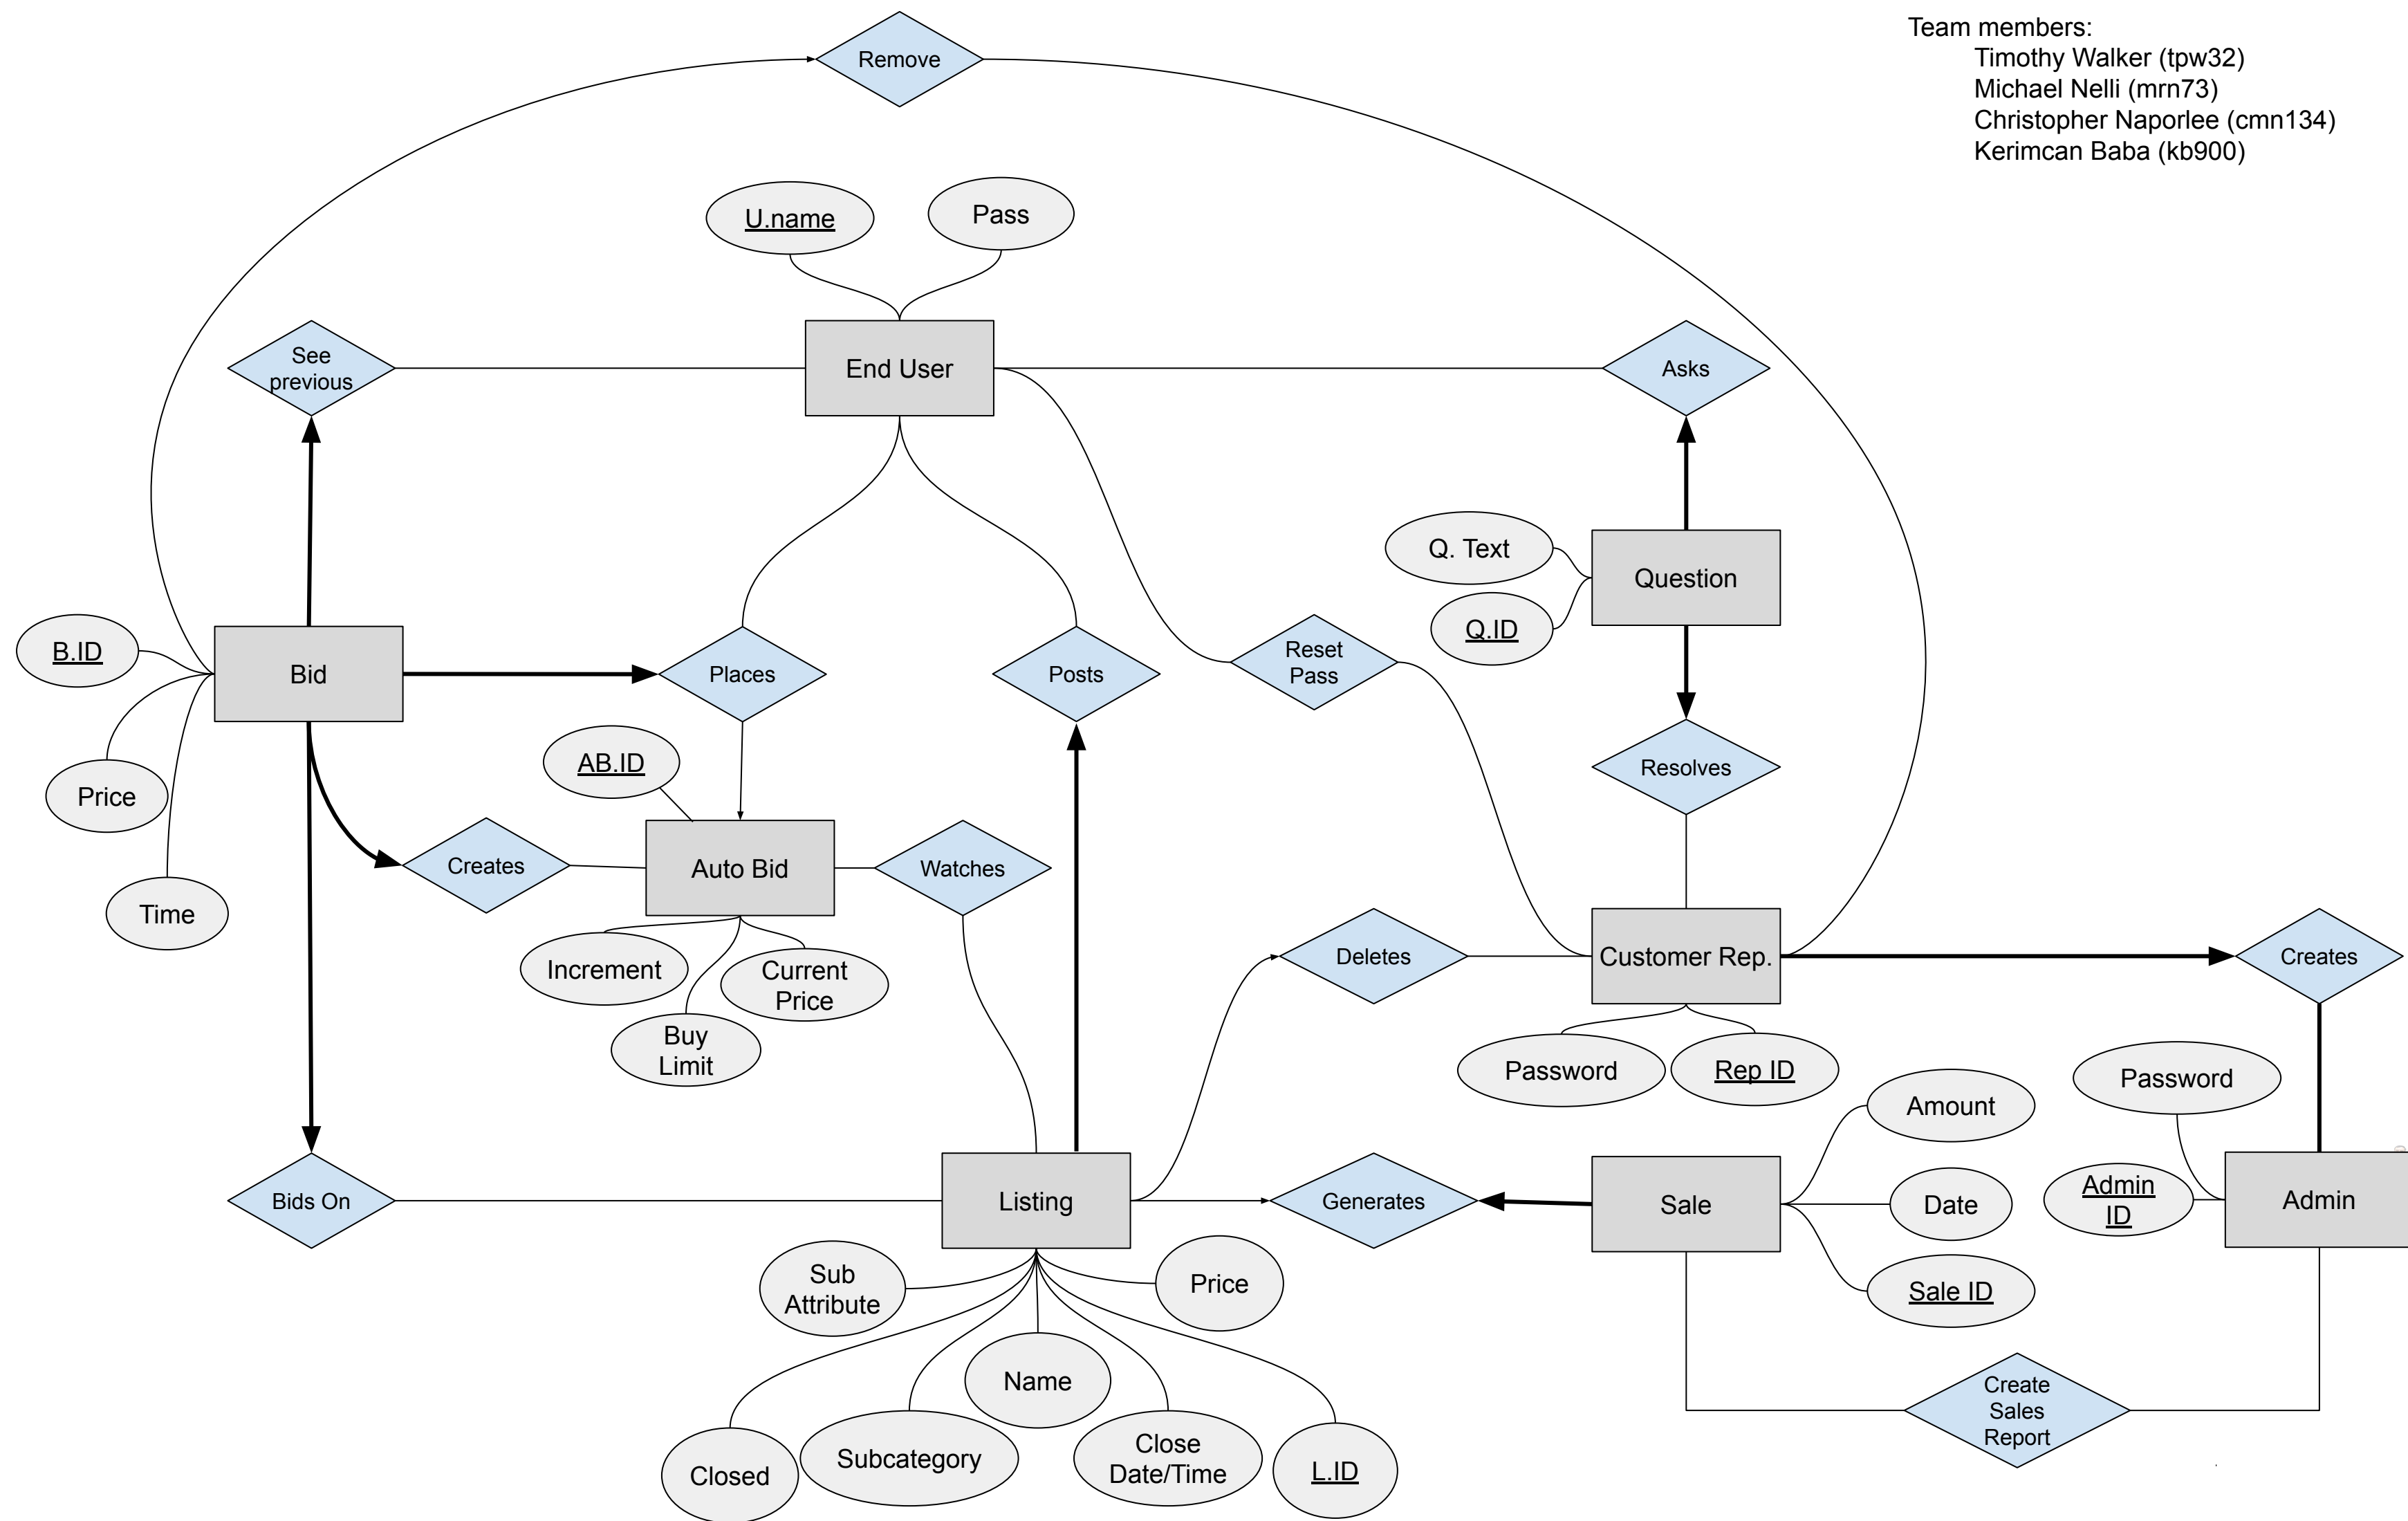 Team members:
Timothy Walker (tpw32)
Michael Nelli (mrn73)
Christopher Naporlee (cmn134)
Kerimcan Baba (kb900)
Remove
U.name
Pass
See
previous
End User
Asks
Q. Text
Question
Q.ID
B.ID
Bid
Places
Posts
Reset
Pass
AB.ID
Resolves
Price
Creates
Auto Bid
Watches
Time
Increment
Current
Price
Buy
Limit
Deletes
Customer Rep.
Creates
Password
Rep ID
Password
Amount
Bids On
Listing
Generates
Sale
Date
Admin
ID
Admin
Sub
Attribute
Price
Sale ID
Name
Create
Sales
Report
Closed
Subcategory
Close
Date/Time
L.ID